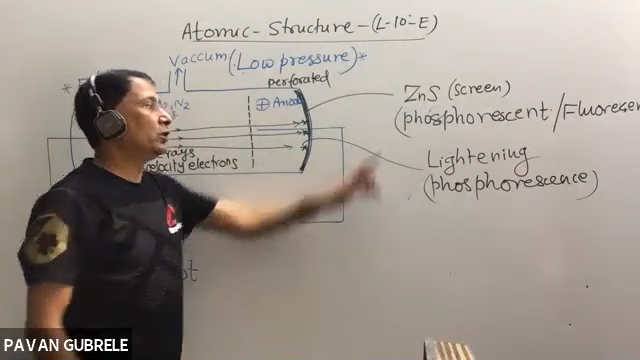 Atomic-Structure-(L-10-E)
Vaccum (Low pressure)*
*
perforated
N₂
⊕ Anode
rays
velocity electrons
ZnS (screen)
(phosphorescent/Fluoresen
Lightening
(phosphorescence)
PAVAN GUBRELE